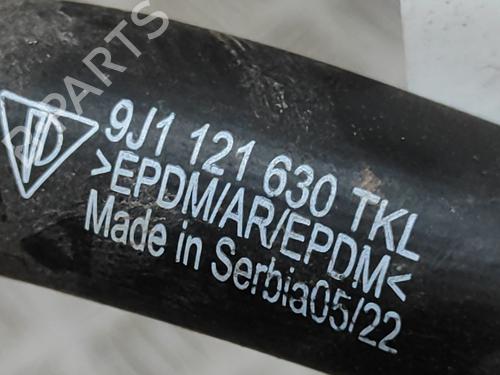 9J1 121 630 TKL
>EPDM/AR/EPDM<
Made in Serbia05/22